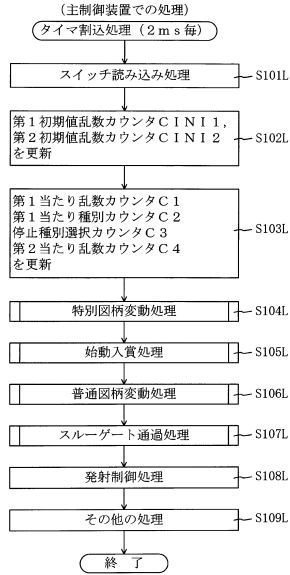 （主制御装置での処理）
タイマ割込処理（２ｍｓ毎）
スイッチ読み込み処理
S101L
第１初期値乱数カウンタＣＩＮＩ１，
第２初期値乱数カウンタＣＩＮＩ２
を更新
S102L
第１当たり乱数カウンタＣ１
第１当たり種別カウンタＣ２
停止種別選択カウンタＣ３
第２当たり乱数カウンタＣ４
を更新
S103L
特別図柄変動処理
S104L
始動入賞処理
S105L
普通図柄変動処理
S106L
スルーゲート通過処理
S107L
発射制御処理
S108L
その他の処理
S109L
終　了